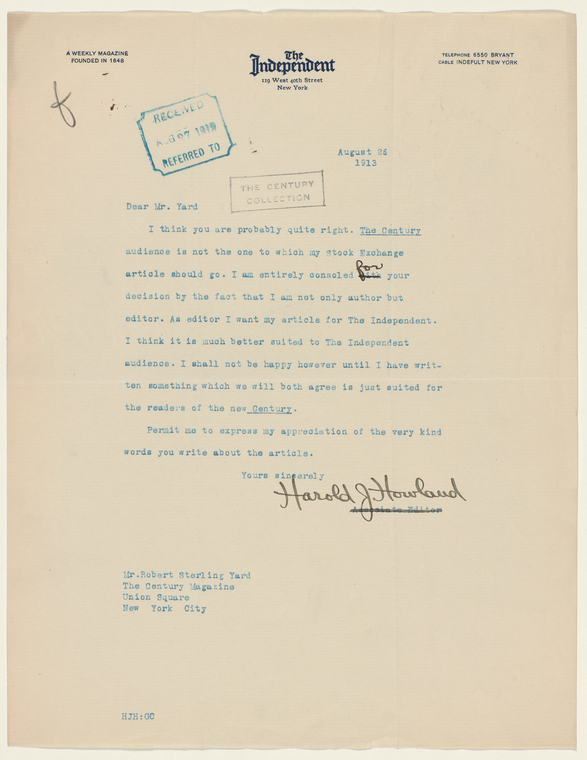 A WEEKLY MAGAZINE
FOUNDED IN 1848
The
Independent
119 West 40th Street
New York
TELEPHONE 6550 BRYANT
CABLE INDEPULT NEW YORK
RECEIVED
AUG 27 1913
REFERRED TO
August 26
1913
THE CENTURY
COLLECTION
Dear Mr. Yard
I think you are probably quite right. The Century
audience is not the one to which my Stock Exchange
article should go. I am entirely consoled with for your
decision by the fact that I am not only author but
editor. As editor I want my article for The Independent.
I think it is much better suited to The Independent
audience. I shall not be happy however until I have writ-
ten something which we will both agree is just suited for
the readers of the new Century.
Permit me to express my appreciation of the very kind
words you write about the article.
Yours sincerely
Harold J Howland
Associate Editor
Mr.Robert Sterling Yard
The Century Magazine
Union Square
New York City
HJH:GC